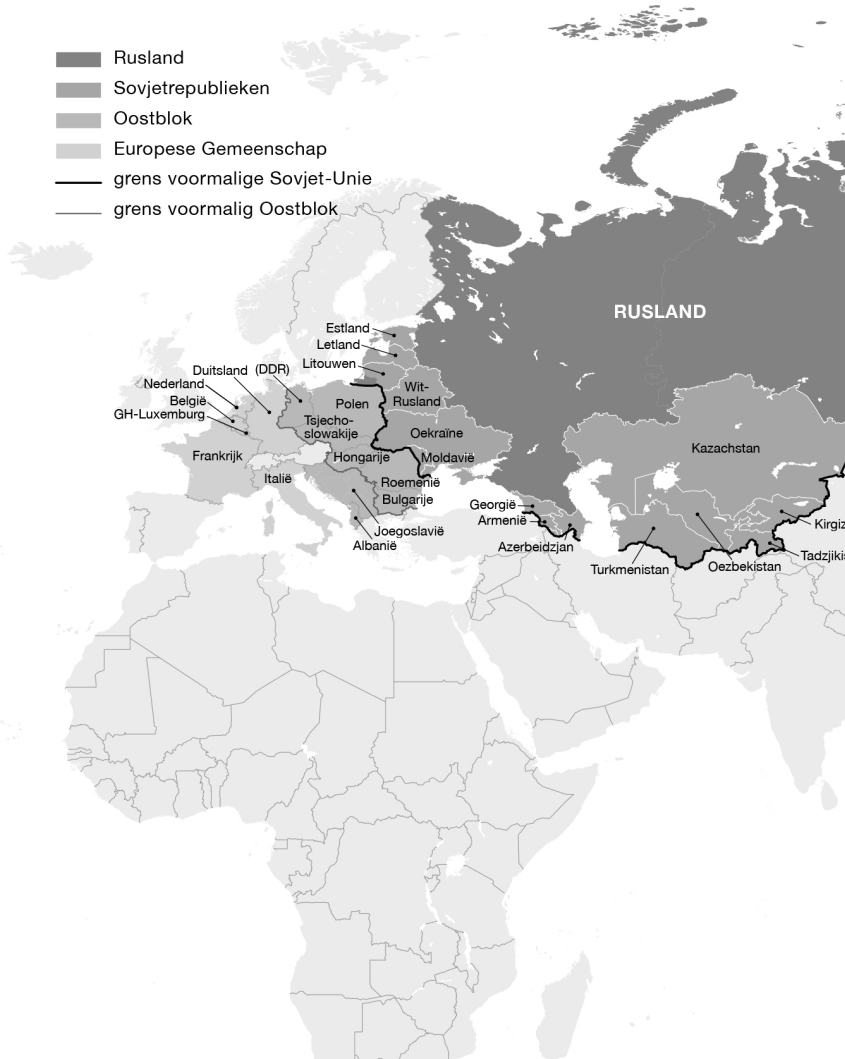 Rusland
Sovjetrepublieken
Oostblok
Europese Gemeenschap
grens voormalige Sovjet-Unie
grens voormalig Oostblok
RUSLAND
Estland
Letland
Litouwen
Duitsland (DDR)
Nederland
België
GH-Luxemburg
Wit-
Rusland
Polen
Tsjecho-
slowakije
Oekraïne
Frankrijk
Hongarije
Moldavië
Kazachstan
Italië
Roemenië
Bulgarije
Georgië
Armenië
Joegoslavië
Albanië
Azerbeidzjan
Kirgiz
Tadzjikis
Turkmenistan
Oezbekistan